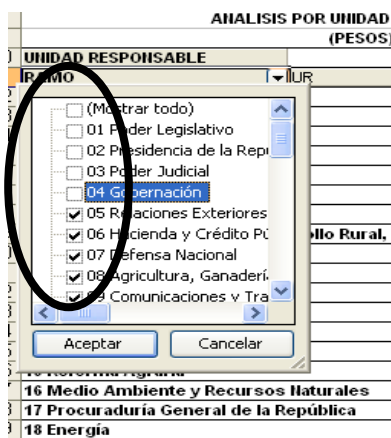 ANALISIS POR UNIDAD
(PESOS)
UNIDAD RESPONSABLE
RAMO UR
(Mostrar todo)
01 Poder Legislativo
02 Presidencia de la Repú
03 Poder Judicial
04 Gobernación
05 Relaciones Exteriores
06 Hacienda y Crédito Pú
07 Defensa Nacional
ollo Rural,
08 Agricultura, Ganaderí
09 Comunicaciones y Tra
Aceptar Cancelar
16 Medio Ambiente y Recursos Naturales
17 Procuraduría General de la República
18 Energía